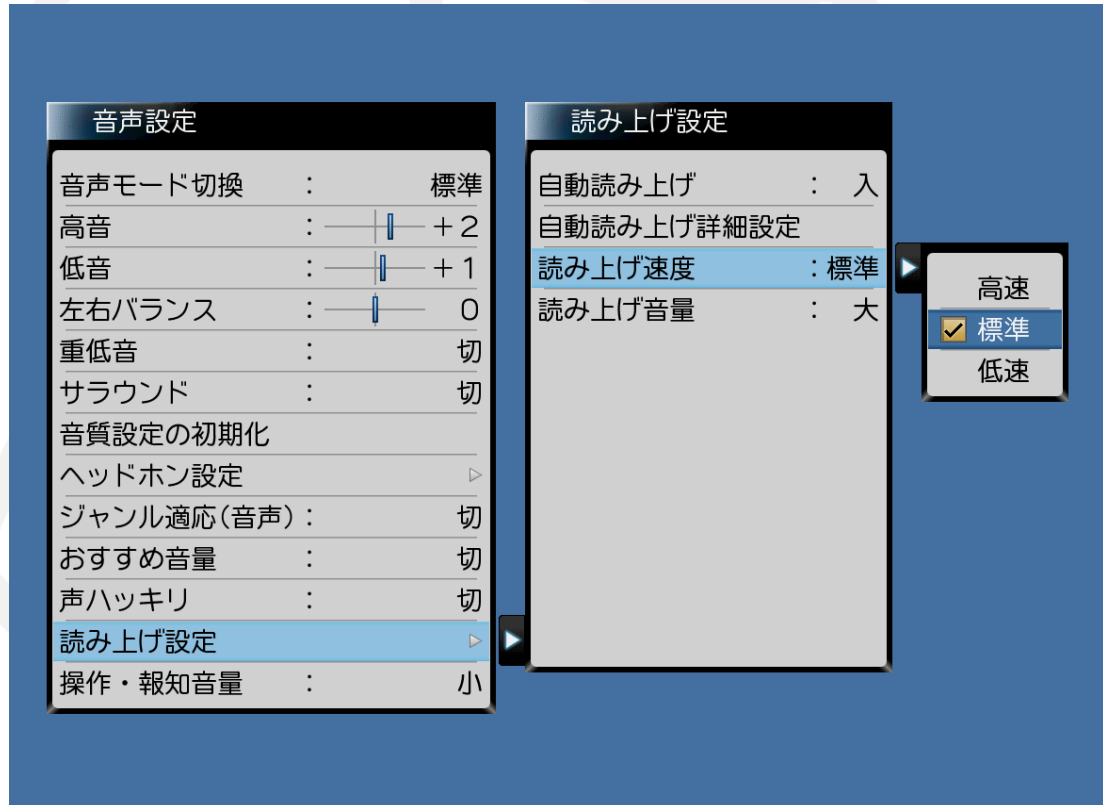 音声設定
音声モード切換 : 標準
高音 : +2
低音 : +1
左右バランス : 0
重低音 : 切
サラウンド : 切
音質設定の初期化
ヘッドホン設定
ジャンル適応(音声) : 切
おすすめ音量 : 切
声ハッキリ : 切
読み上げ設定
操作・報知音量 : 小
読み上げ設定
自動読み上げ : 入
自動読み上げ詳細設定
読み上げ速度 : 標準
読み上げ音量 : 大
高速
標準
低速